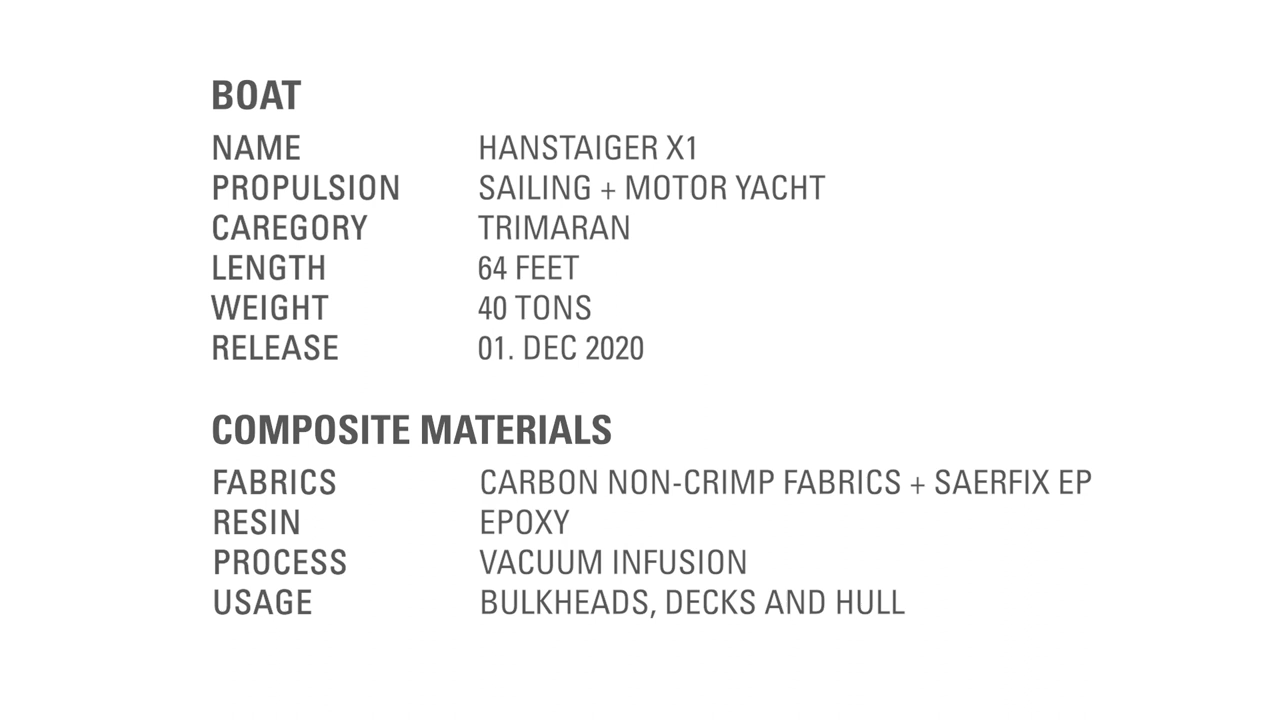 BOAT
NAME HANSTAIGER X1
PROPULSION SAILING + MOTOR YACHT
CAREGORY TRIMARAN
LENGTH 64 FEET
WEIGHT 40 TONS
RELEASE 01. DEC 2020
COMPOSITE MATERIALS
FABRICS CARBON NON-CRIMP FABRICS + SAERFIX EP
RESIN EPOXY
PROCESS VACUUM INFUSION
USAGE BULKHEADS, DECKS AND HULL